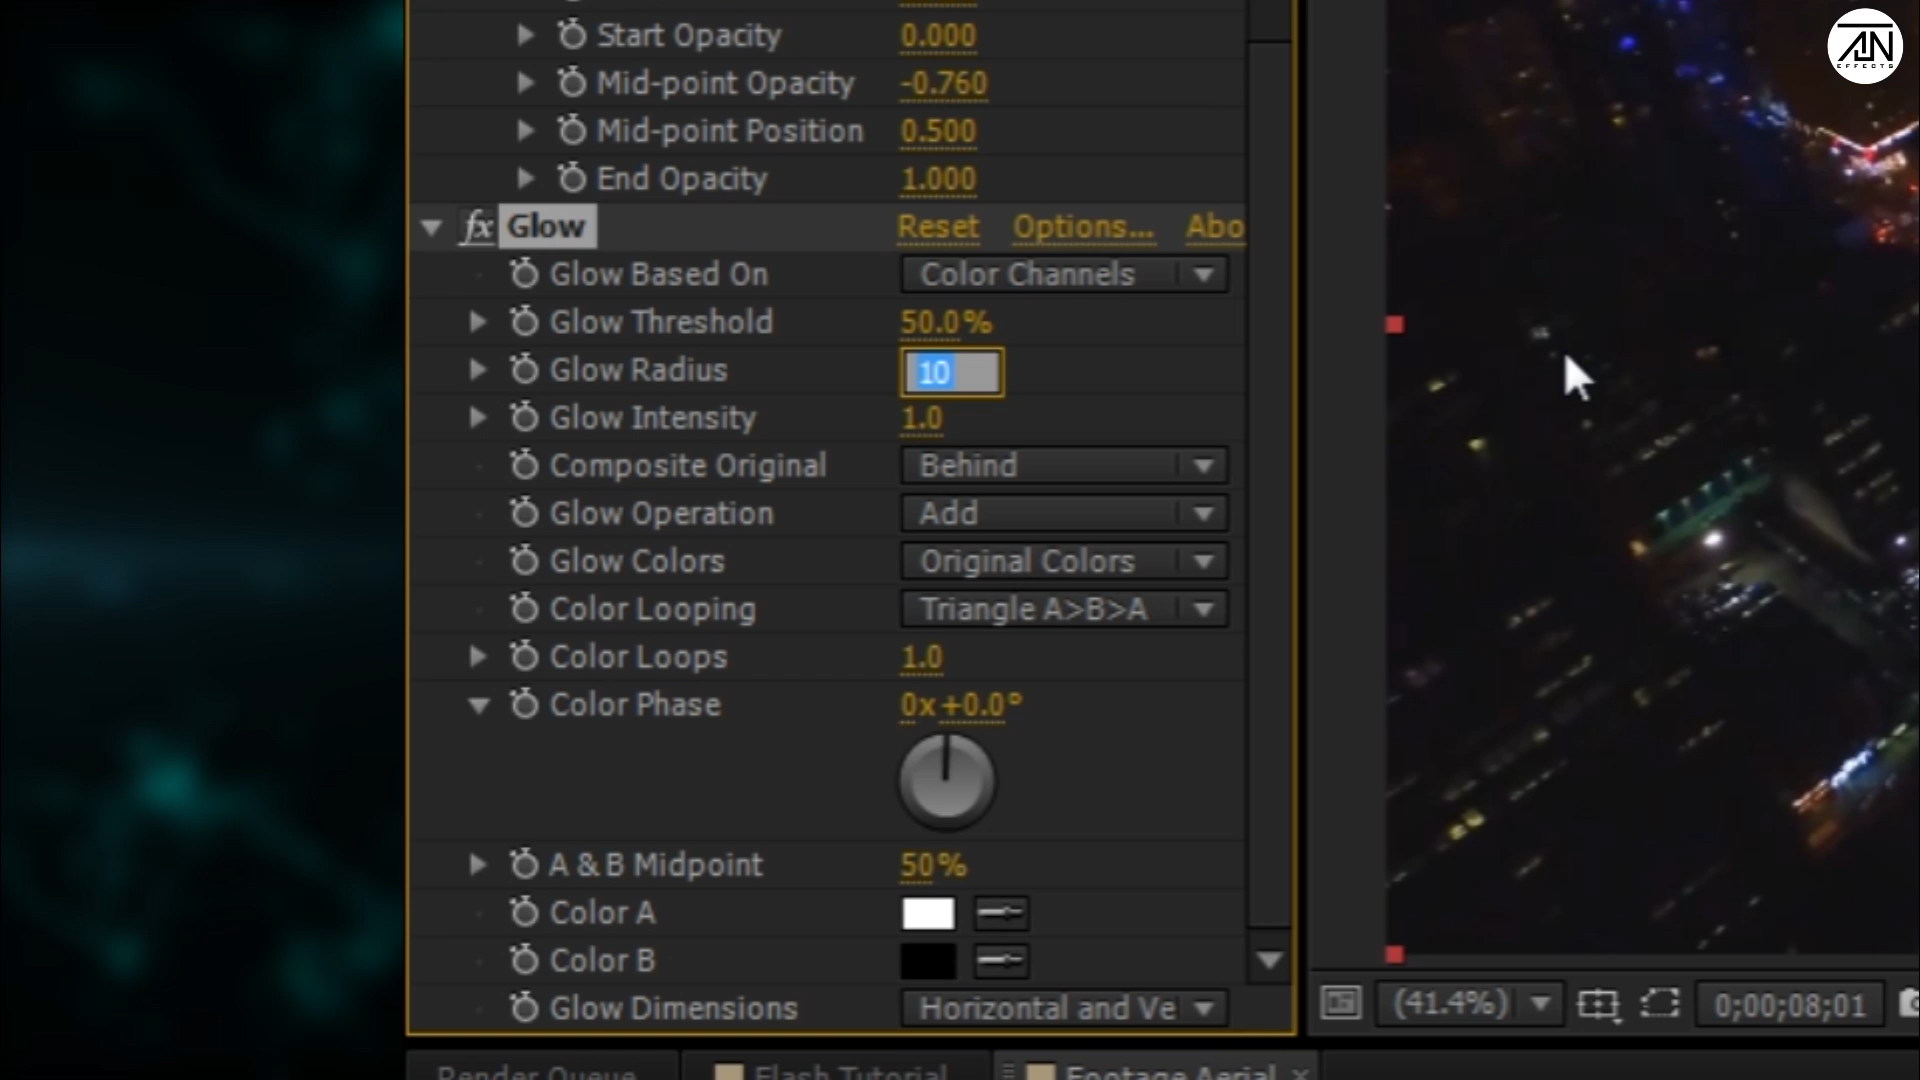 Start Opacity 0.000
Mid-point Opacity -0.760
Mid-point Position 0.500
End Opacity 1.000
fx Glow Reset Options... Abo
Glow Based On Color Channels
Glow Threshold 50.0%
Glow Radius 10
Glow Intensity 1.0
Composite Original Behind
Glow Operation Add
Glow Colors Original Colors
Color Looping Triangle A>B>A
Color Loops 1.0
Color Phase 0x+0.0°
A & B Midpoint 50%
Color A
Color B
Glow Dimensions Horizontal and Ve
Render Queue Flash Tutorial Footage Aerial ×
(41.4%) 0;00;08;01
AN
EFFECTS